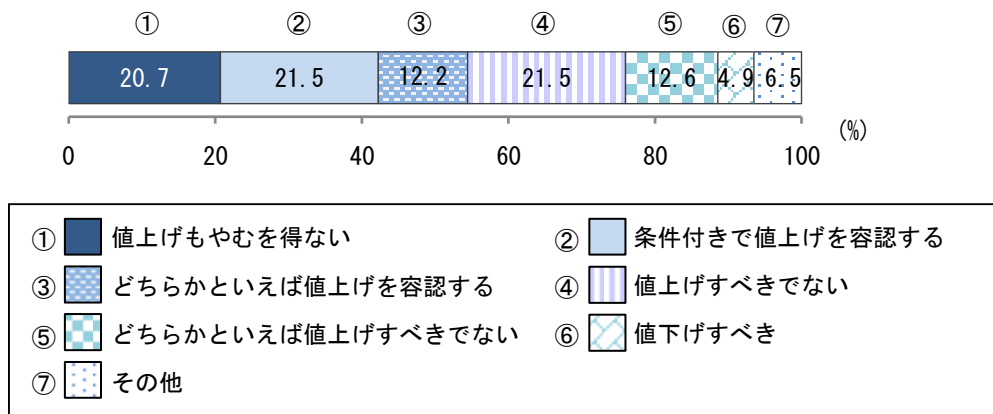 ① ② ③ ④ ⑤ ⑥ ⑦
20.7 21.5 12.2 21.5 12.6 4.9 6.5
(%)
0 20 40 60 80 100
① 値上げもやむを得ない ② 条件付きで値上げを容認する
③ どちらかといえば値上げを容認する ④ 値上げすべきでない
⑤ どちらかといえば値上げすべきでない ⑥ 値下げすべき
⑦ その他